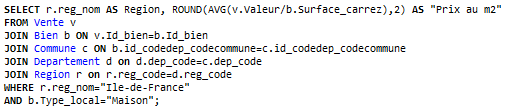 SELECT r.reg_nom AS Region, ROUND(AVG(v.Valeur/b.Surface_carrez),2) AS "Prix au m2"
FROM Vente v
JOIN Bien b ON v.Id_bien=b.Id_bien
JOIN Commune c ON b.id_codedep_codecommune=c.id_codedep_codecommune
JOIN Departement d on d.dep_code=c.dep_code
JOIN Region r on r.reg_code=d.reg_code
WHERE r.reg_nom="Ile-de-France"
AND b.Type_local="Maison";